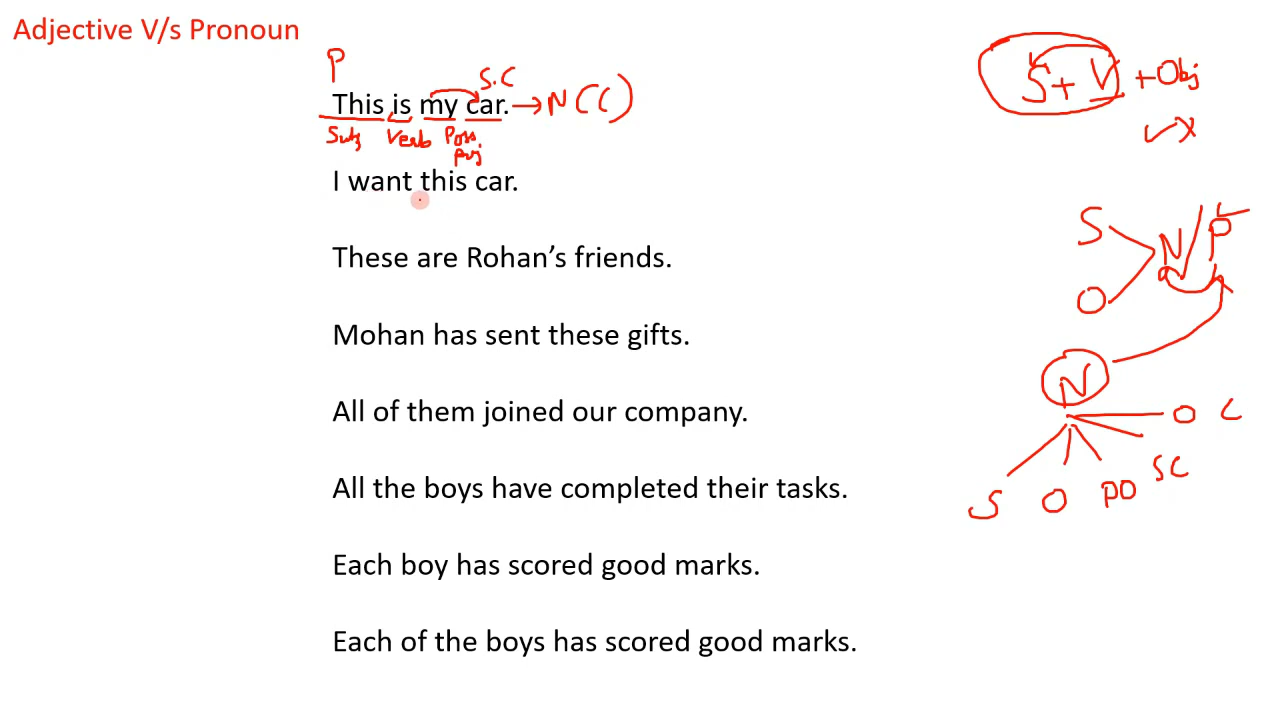 Adjective V/s Pronoun
P
S.C
This is my car. → N (C)
Subj Verb Poss.
S + V + Obj
✓ X
I want this car.
S N / P
O
These are Rohan's friends.
Mohan has sent these gifts.
N
All of them joined our company.
O C
SC
All the boys have completed their tasks.
S O PO
Each boy has scored good marks.
Each of the boys has scored good marks.